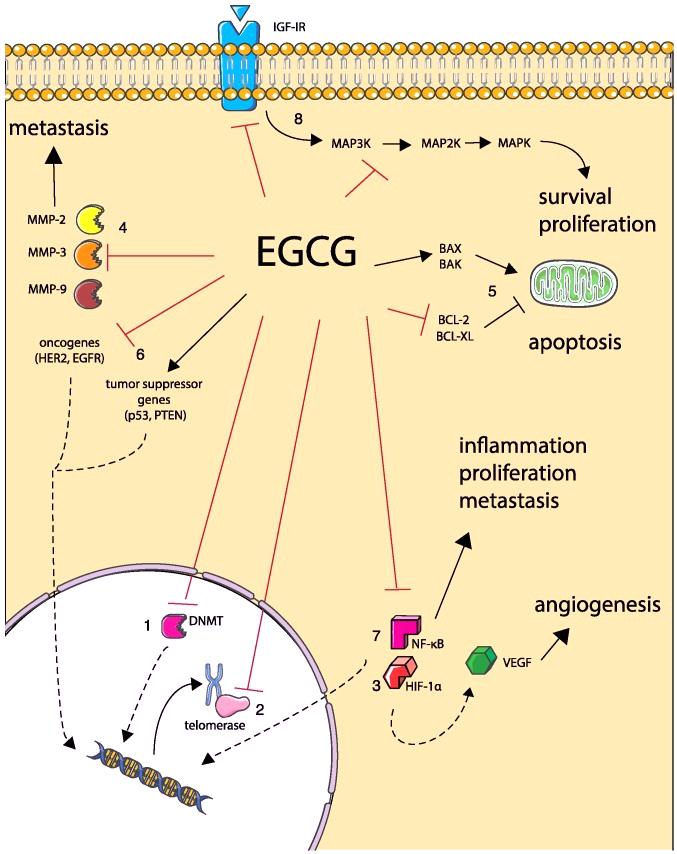 IGF-IR
8
metastasis
MAP3K
MAP2K
MAPK
survival
proliferation
MMP-2
4
MMP-3
MMP-9
EGCG
BAX
BAK
5
BCL-2
BCL-XL
apoptosis
oncogenes
(HER2, EGFR)
6
tumor suppressor
genes
(p53, PTEN)
inflammation
proliferation
metastasis
angiogenesis
1
DNMT
7
NF-κB
3
HIF-1α
VEGF
2
telomerase